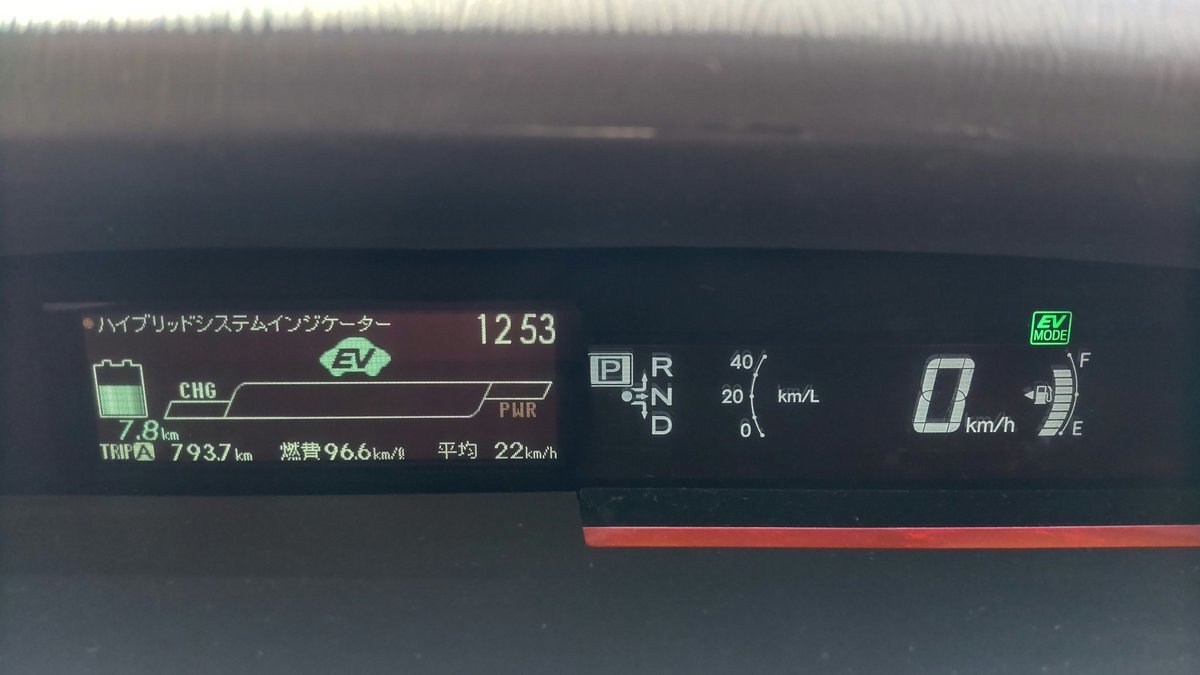 ハイブリッドシステムインジケーター 12 53
EV
CHG
PWR
7.8km
TRIP A 793.7km 燃費96.6km/ℓ 平均 22km/h
P
R
N
D
40
20 km/L
0
EV
MODE
0km/h
F
E